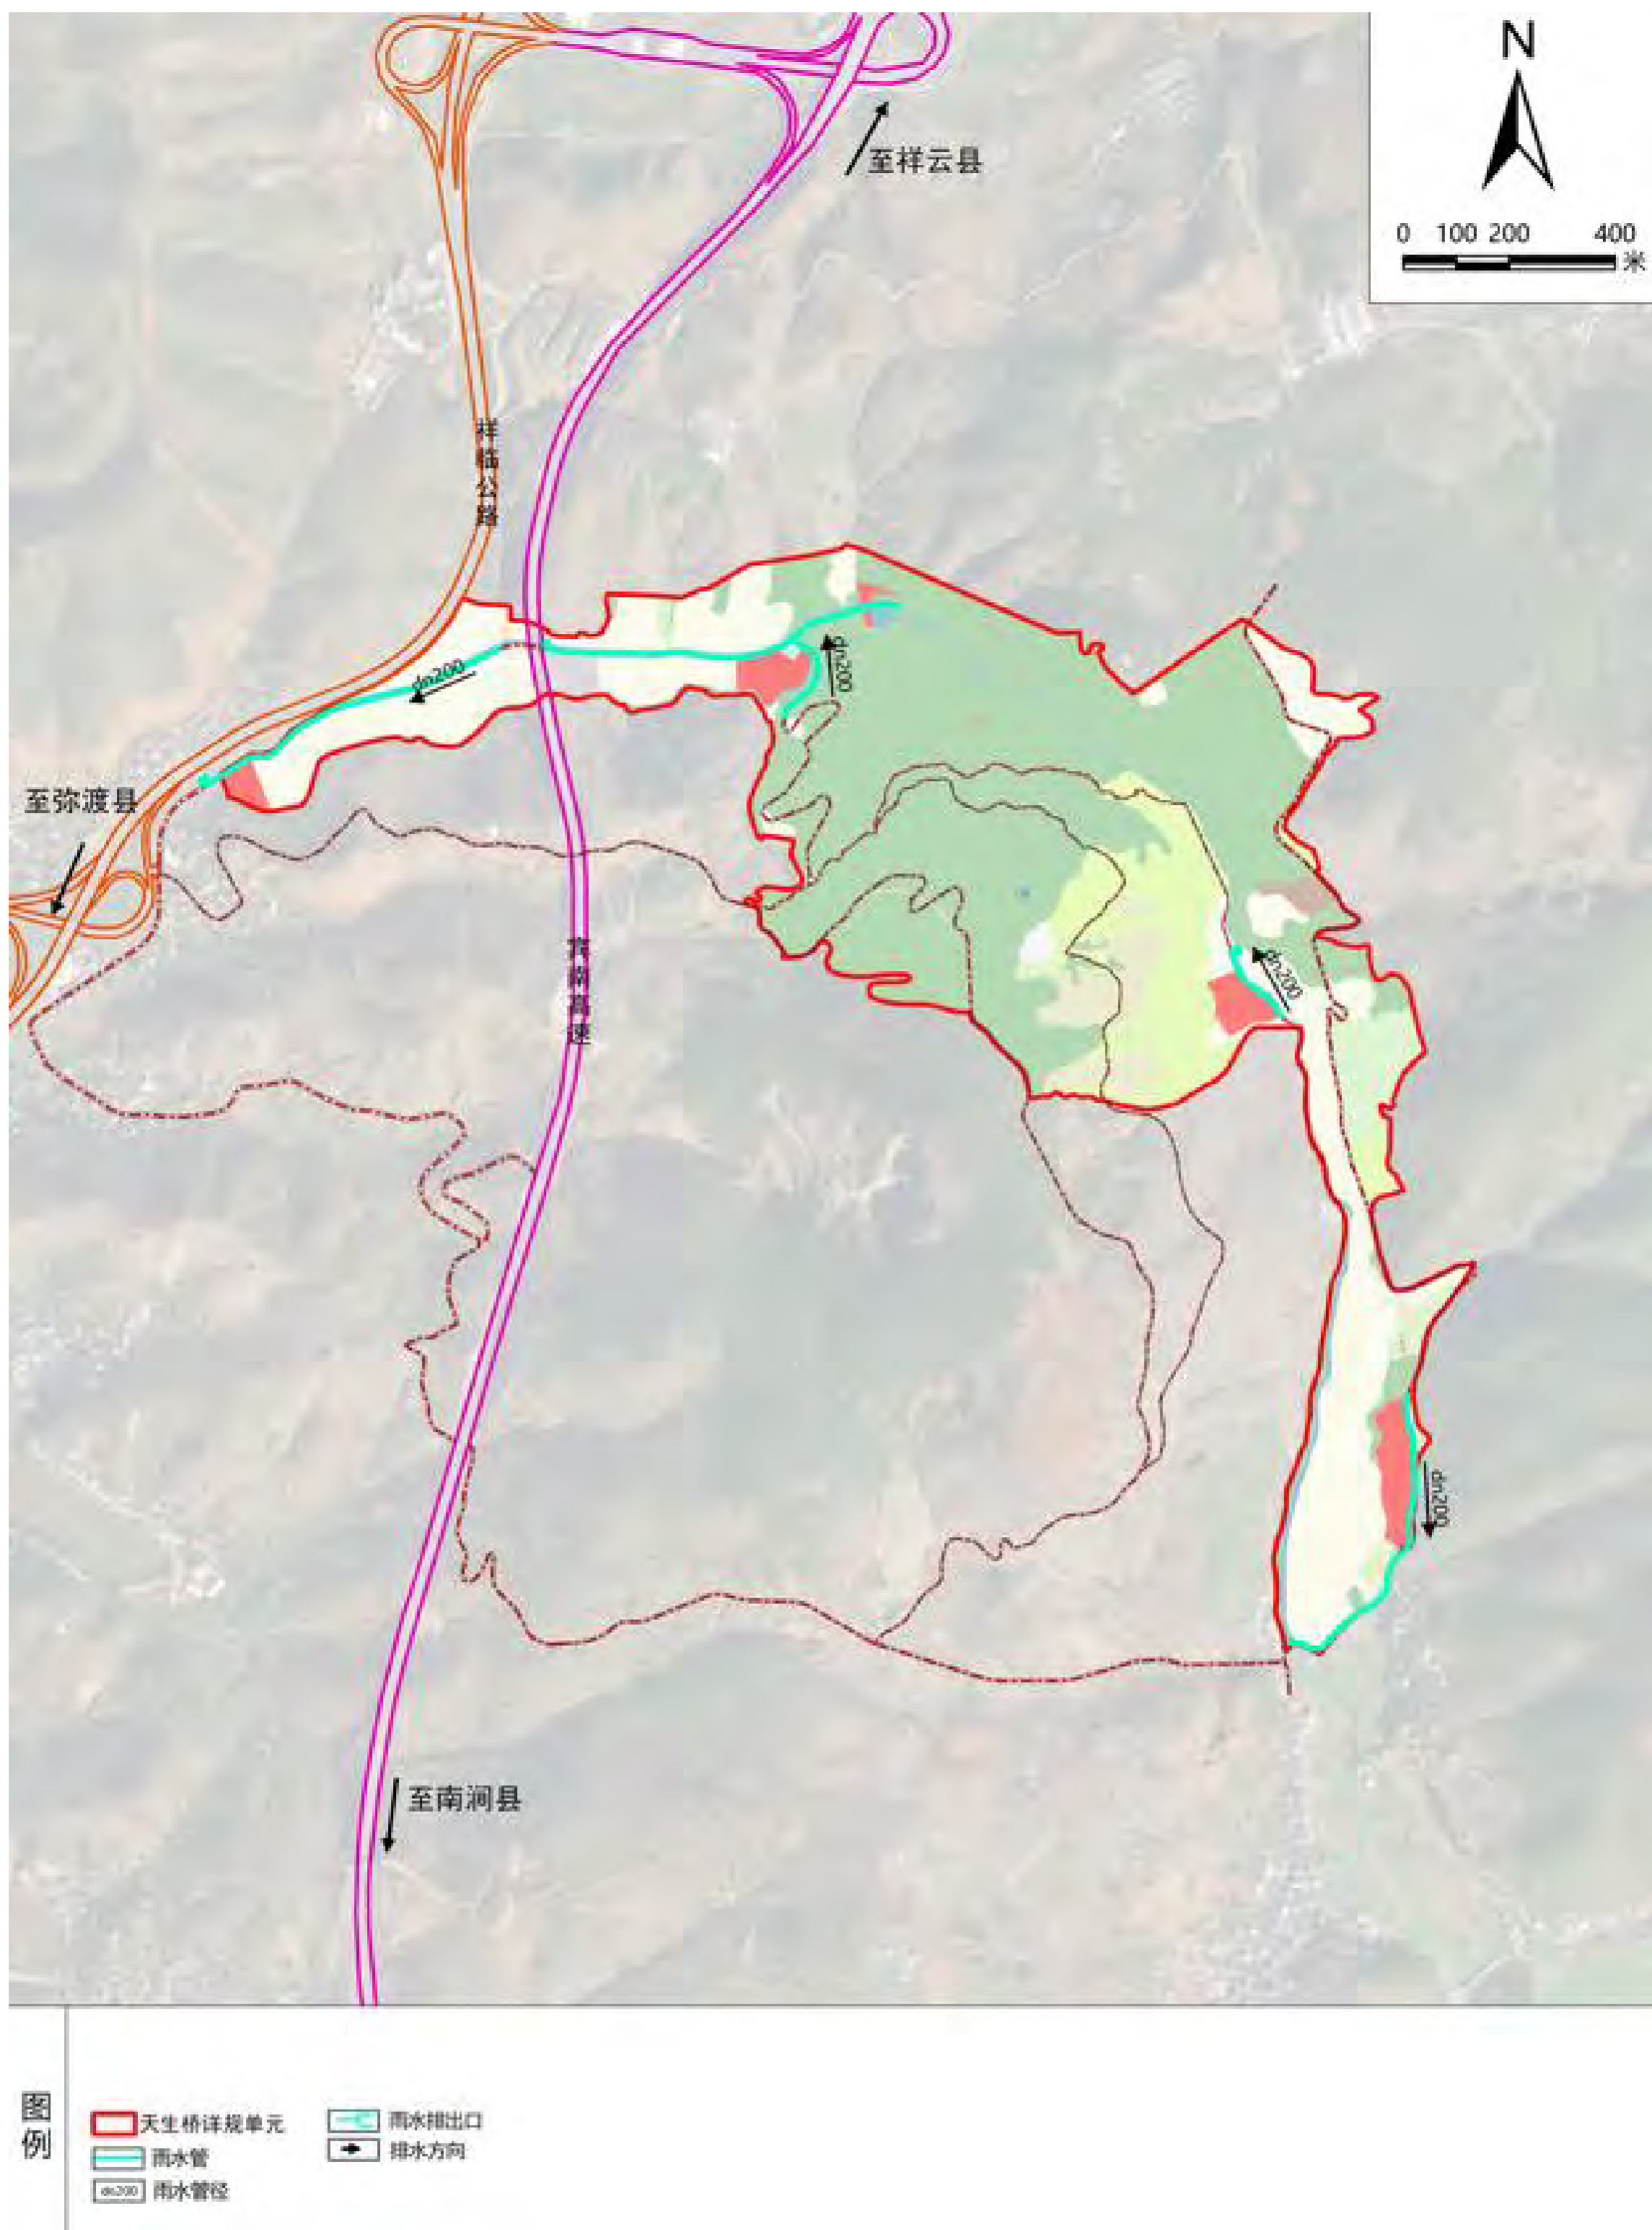 N
0 100 200 400
米
至祥云县
祥临公路
dn200
dn200
至弥渡县
dn200
宾南高速
dn200
至南涧县
图例
天生桥详规单元
雨水排出口
雨水管
排水方向
dn200 雨水管径